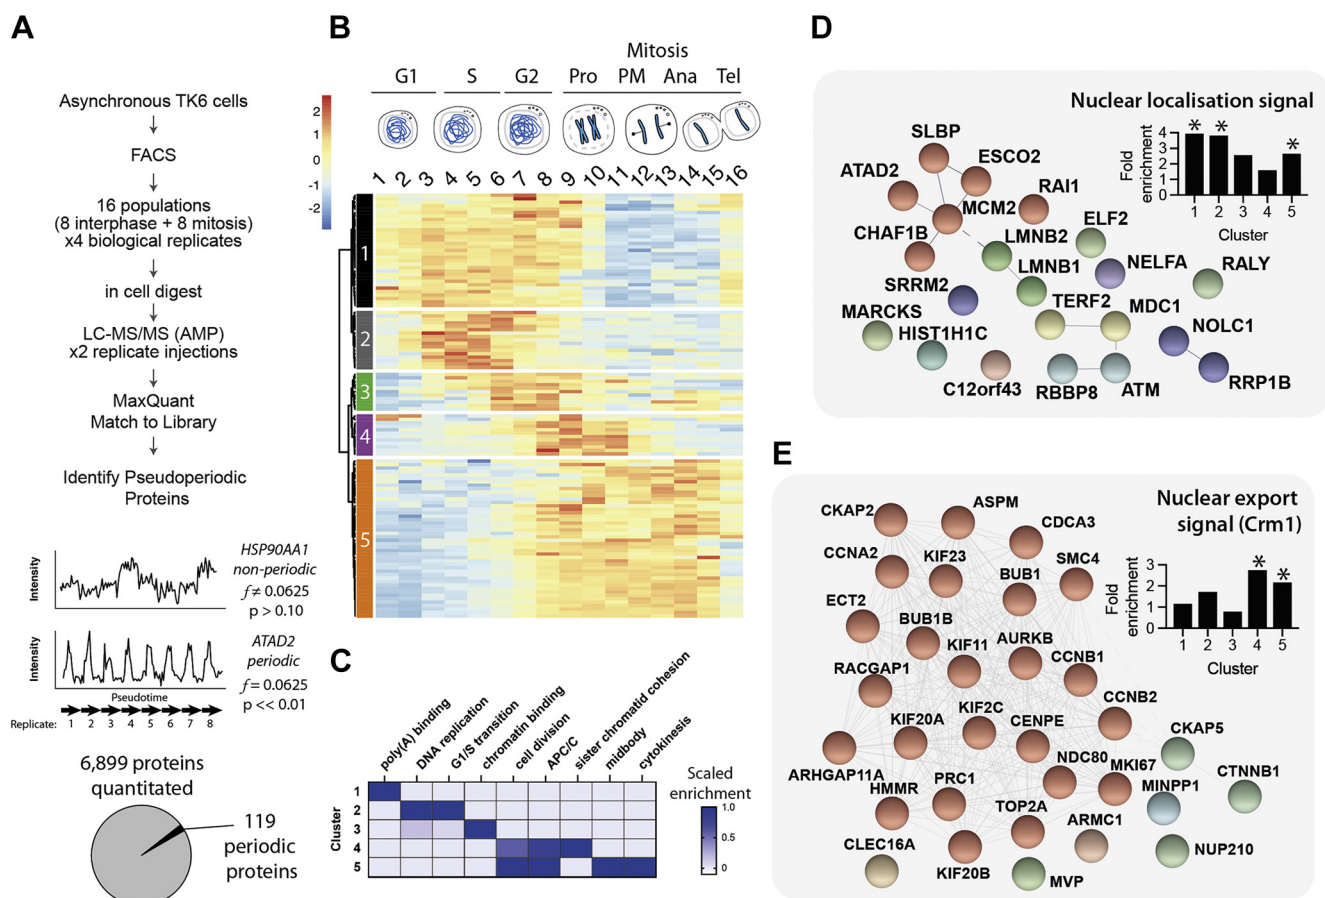 A
Asynchronous TK6 cells
FACS
16 populations
(8 interphase + 8 mitosis)
x4 biological replicates
in cell digest
LC-MS/MS (AMP)
x2 replicate injections
MaxQuant
Match to Library
Identify Pseudoperiodic
Proteins
Intensity
HSP90AA1
non-periodic
f ≠ 0.0625
p > 0.10
Intensity
ATAD2
periodic
f = 0.0625
p << 0.01
Pseudotime
Replicate: 1 2 3 4 5 6 7 8
6,899 proteins
quantitated
119
periodic
proteins
B
Mitosis
G1 S G2 Pro PM Ana Tel
2
1
0
-1
-2
1 2 3 4 5 6 7 8 9 10 11 12 13 14 15 16
1
2
3
4
5
C
poly(A) binding
DNA replication
G1/S transition
chromatin binding
cell division
APC/C
sister chromatid cohesion
midbody
cytokinesis
Cluster
1
2
3
4
5
Scaled
enrichment
1.0
0.5
0
D
Nuclear localisation signal
Fold
enrichment
4
3
2
1
0
* * *
1 2 3 4 5
Cluster
SLBP
ATAD2
ESCO2
RAI1
MCM2
CHAF1B
LMNB2
ELF2
LMNB1
NELFA
RALY
SRRM2
TERF2
MDC1
MARCKS
HIST1H1C
NOLC1
C12orf43
RBBP8
ATM
RRP1B
E
Nuclear export
signal (Crm1)
Fold
enrichment
3
2
1
0
* *
1 2 3 4 5
Cluster
CKAP2
ASPM
CDCA3
CCNA2
KIF23
BUB1
SMC4
ECT2
BUB1B
KIF11
AURKB
CCNB1
RACGAP1
CCNB2
KIF20A
KIF2C
CENPE
CKAP5
ARHGAP11A
NDC80
MKI67
CTNNB1
HMMR
PRC1
MINPP1
TOP2A
ARMC1
CLEC16A
KIF20B
MVP
NUP210